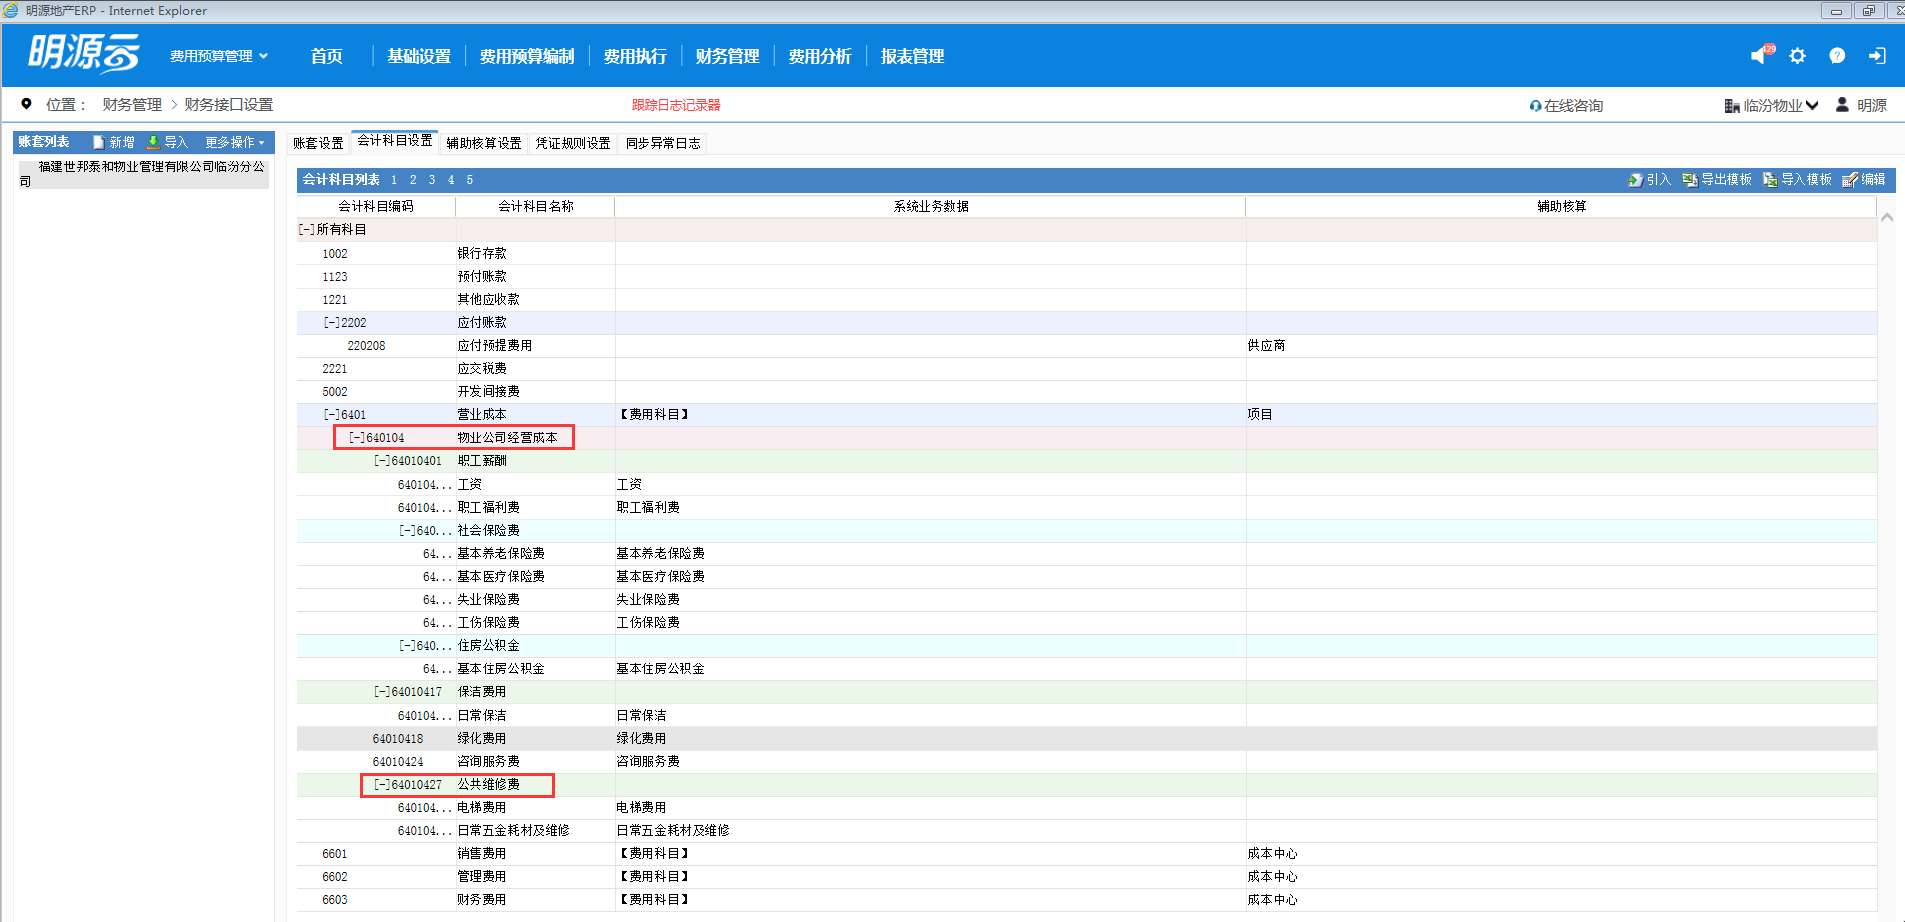 明源地产ERP - Internet Explorer
明源云 费用预算管理 首页 基础设置 费用预算编制 费用执行 财务管理 费用分析 报表管理 129
位置： 财务管理 > 财务接口设置 跟踪日志记录器 在线咨询 临汾物业 明源
账套列表 新增 导入 更多操作
福建世邦泰和物业管理有限公司临汾分公
司
账套设置 会计科目设置 辅助核算设置 凭证规则设置 同步异常日志
会计科目列表 1 2 3 4 5 引入 导出模板 导入模板 编辑
会计科目编码 会计科目名称 系统业务数据 辅助核算
[-]所有科目
1002 银行存款
1123 预付账款
1221 其他应收款
[-]2202 应付账款
220208 应付预提费用 供应商
2221 应交税费
5002 开发间接费
[-]6401 营业成本 【费用科目】 项目
[-]640104 物业公司经营成本
[-]64010401 职工薪酬
640104... 工资 工资
640104... 职工福利费 职工福利费
[-]640... 社会保险费
64... 基本养老保险费 基本养老保险费
64... 基本医疗保险费 基本医疗保险费
64... 失业保险费 失业保险费
64... 工伤保险费 工伤保险费
[-]640... 住房公积金
64... 基本住房公积金 基本住房公积金
[-]64010417 保洁费用
640104... 日常保洁 日常保洁
64010418 绿化费用 绿化费用
64010424 咨询服务费 咨询服务费
[-]64010427 公共维修费
640104... 电梯费用 电梯费用
640104... 日常五金耗材及维修 日常五金耗材及维修
6601 销售费用 【费用科目】 成本中心
6602 管理费用 【费用科目】 成本中心
6603 财务费用 【费用科目】 成本中心